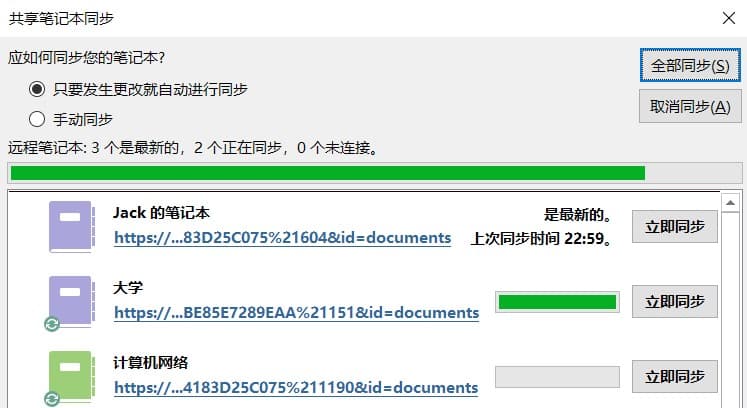 共享笔记本同步
应如何同步您的笔记本?
全部同步(S)
只要发生更改就自动进行同步
取消同步(A)
手动同步
远程笔记本: 3 个是最新的，2 个正在同步，0 个未连接。
Jack 的笔记本
是最新的。
https://...83D25C075%21604&id=documents
上次同步时间 22:59。
立即同步
大学
https://...BE85E7289EAA%21151&id=documents
立即同步
计算机网络
https://...4183D25C075%211190&id=documents
立即同步